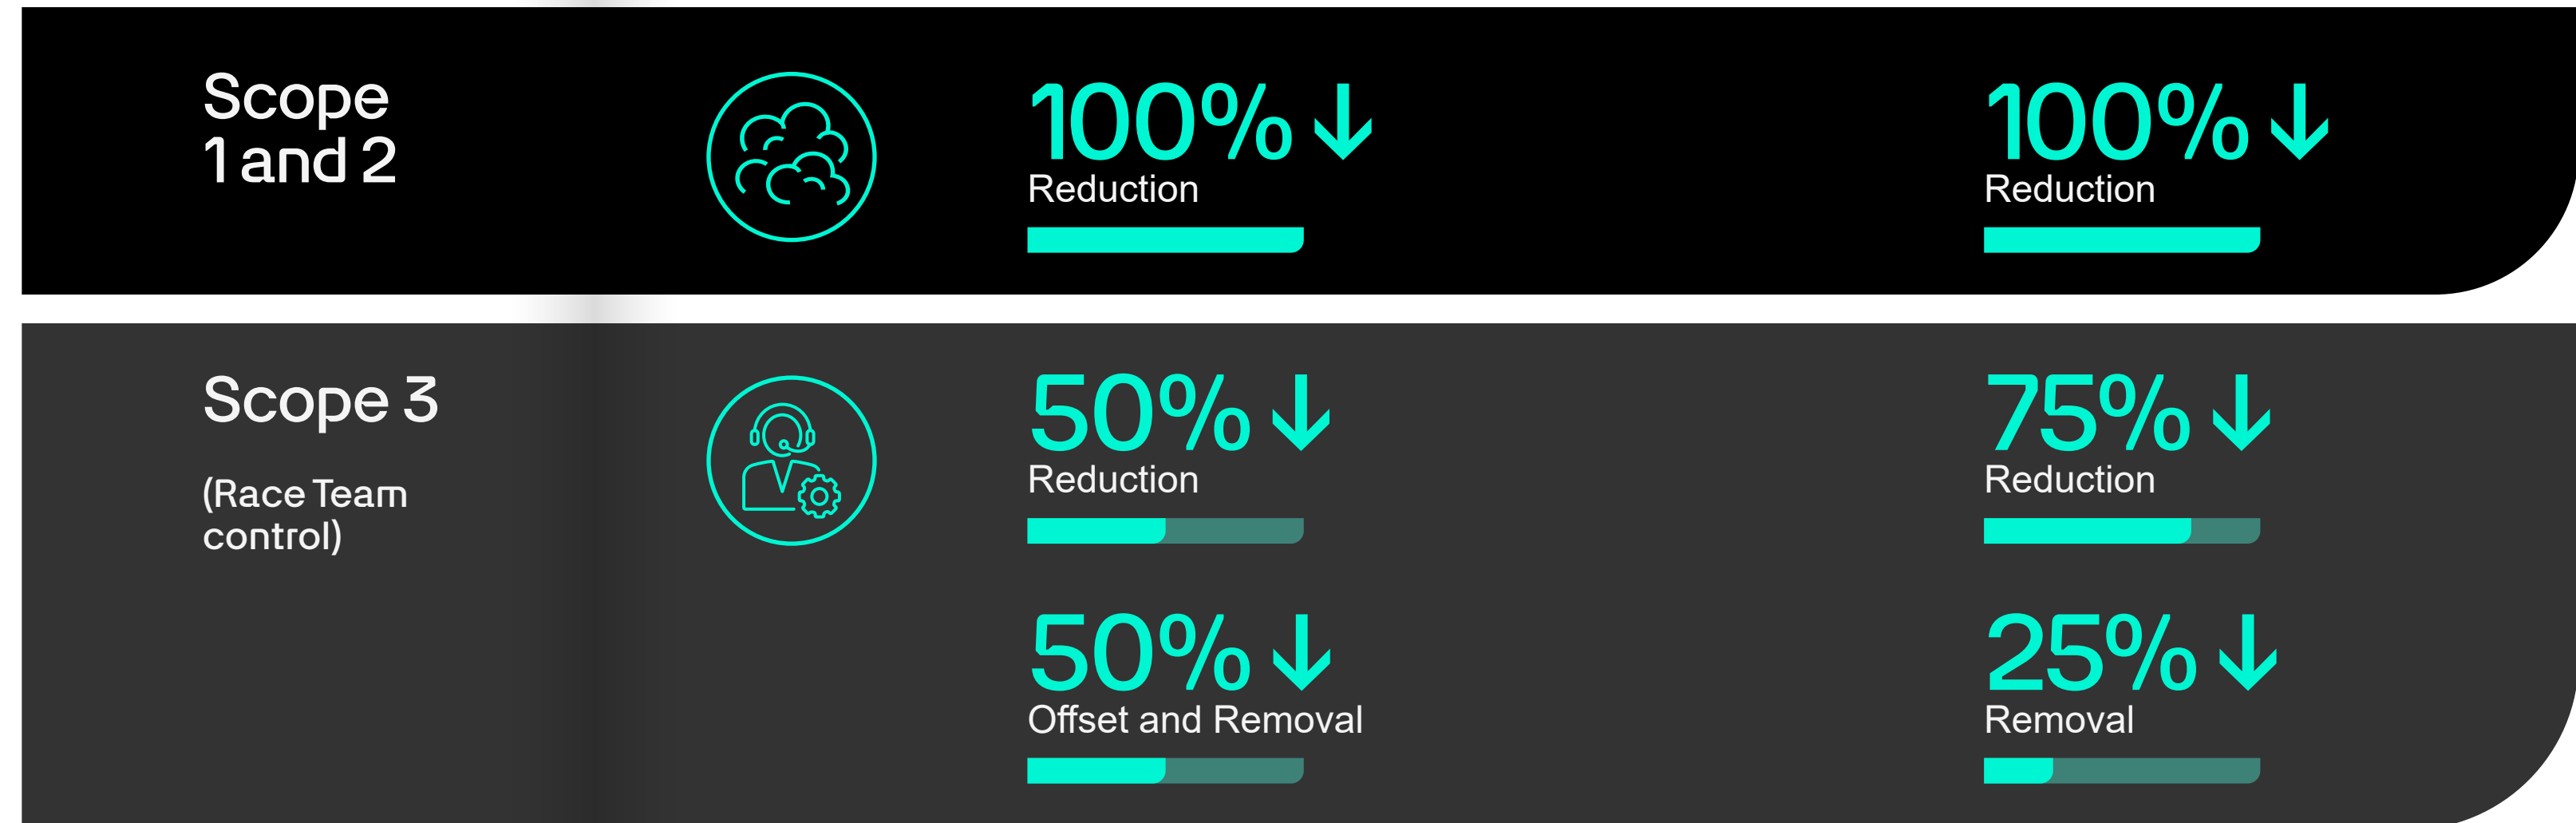 Scope
1 and 2
100%↓
Reduction
100%↓
Reduction
Scope 3
(Race Team
control)
50%↓
Reduction
75%↓
Reduction
50%↓
Offset and Removal
25%↓
Removal